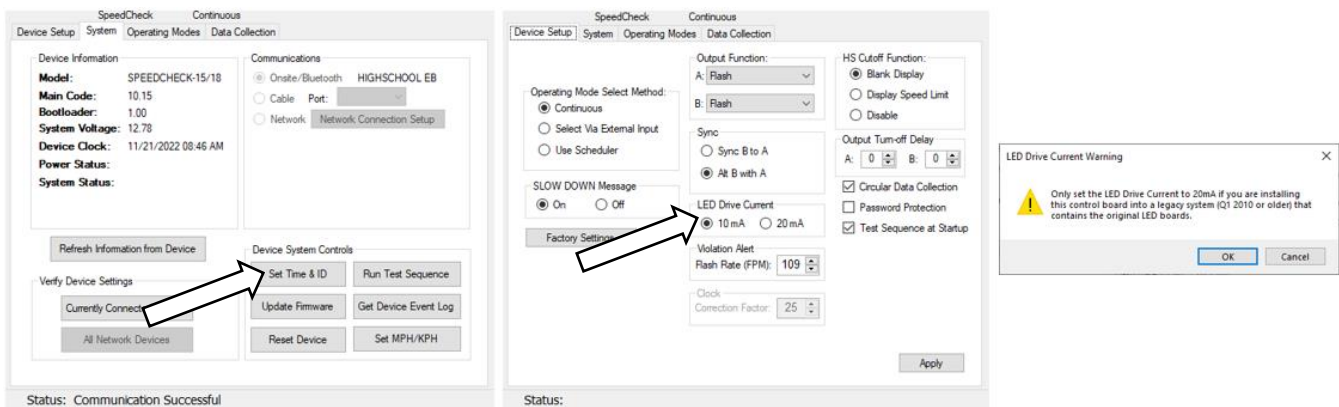 SpeedCheck Continuous
Device Setup System Operating Modes Data Collection
Device Information
Model: SPEEDCHECK-15/18
Main Code: 10.15
Bootloader: 1.00
System Voltage: 12.78
Device Clock: 11/21/2022 08:46 AM
Power Status:
System Status:
Communications
Onsite/Bluetooth HIGHSCHOOL EB
Cable Port:
Network Network Connection Setup
Refresh Information from Device
Verify Device Settings
Currently
All Network Devices
Device System Controls
Set Time & ID Run Test Sequence
Update Firmware Get Device Event Log
Reset Device Set MPH/KPH
Status: Communication Successful
SpeedCheck Continuous
Device Setup System Operating Modes Data Collection
Operating Mode Select Method:
Continuous
Select Via External Input
Use Scheduler
SLOW DOWN Message
On Off
Factory Settings
Output Function:
A: Flash
B: Flash
Sync
Sync B to A
Alt B with A
LED Drive Current
10 mA 20 mA
Violation Alert
Flash Rate (FPM): 109
Clock
Correction Factor: 25
HS Cutoff Function:
Blank Display
Display Speed Limit
Disable
Output Turn-off Delay
A: 0 B: 0
Circular Data Collection
Password Protection
Test Sequence at Startup
Apply
Status:
LED Drive Current Warning
Only set the LED Drive Current to 20mA if you are installing
this control board into a legacy system (Q1 2010 or older) that
contains the original LED boards.
OK Cancel